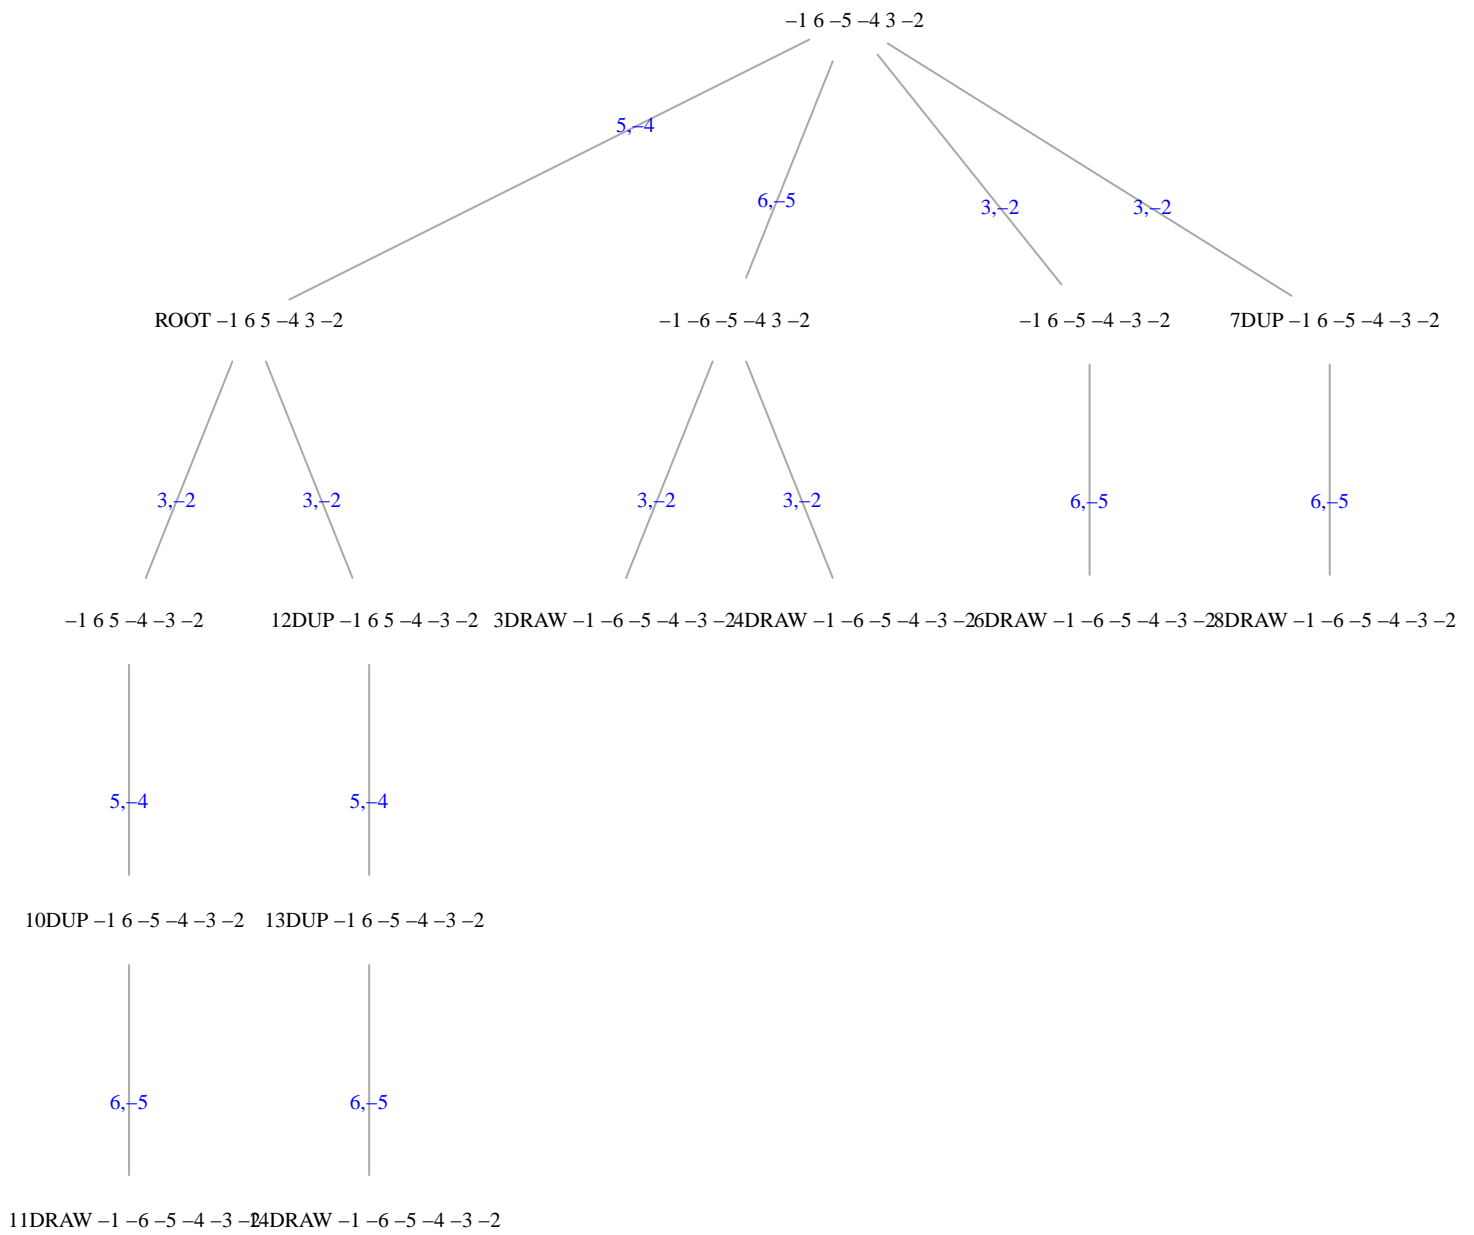 –1 6 –5 –4 3 –2
5,–4
6,–5
3,–2
3,–2
ROOT –1 6 5 –4 3 –2
–1 –6 –5 –4 3 –2
–1 6 –5 –4 –3 –2
7DUP –1 6 –5 –4 –3 –2
3,–2
3,–2
3,–2
3,–2
6,–5
6,–5
–1 6 5 –4 –3 –2
12DUP –1 6 5 –4 –3 –2
3DRAW –1 –6 –5 –4 –3 –2
4DRAW –1 –6 –5 –4 –3 –2
6DRAW –1 –6 –5 –4 –3 –2
8DRAW –1 –6 –5 –4 –3 –2
5,–4
5,–4
10DUP –1 6 –5 –4 –3 –2
13DUP –1 6 –5 –4 –3 –2
6,–5
6,–5
11DRAW –1 –6 –5 –4 –3 –2
14DRAW –1 –6 –5 –4 –3 –2